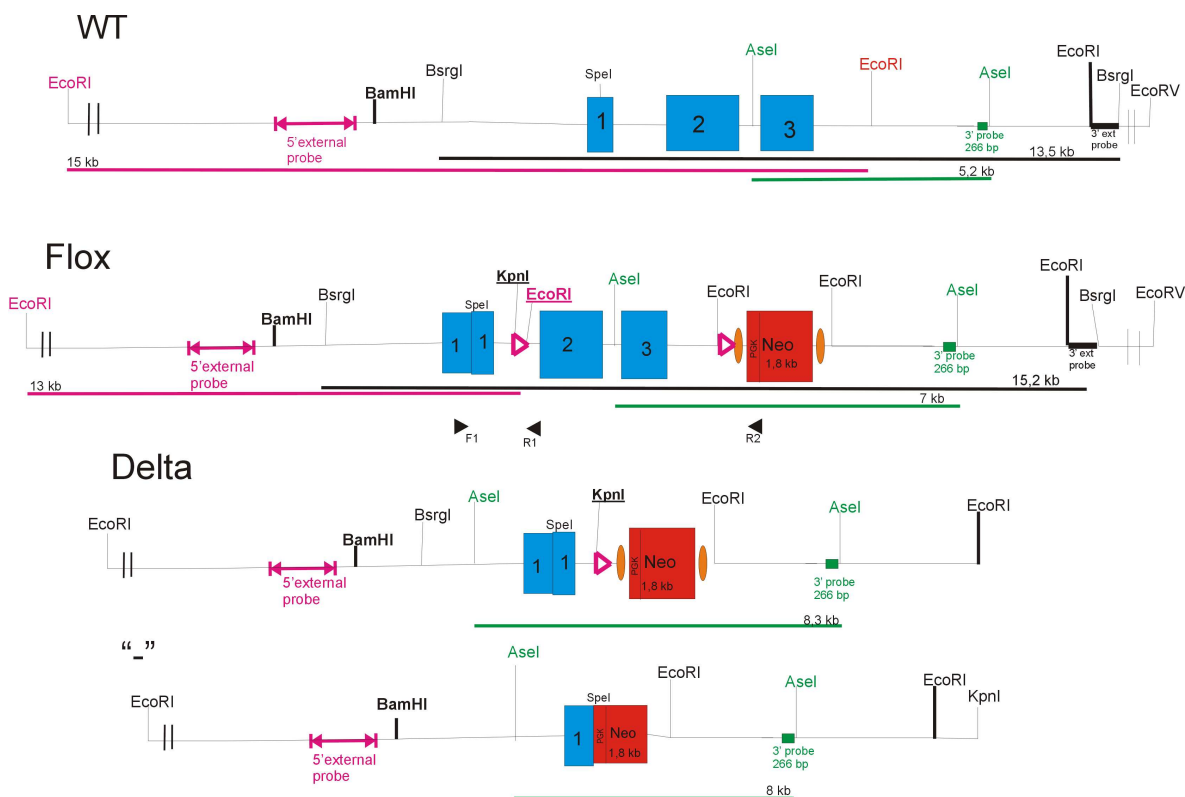 WT
EcoRI
BamHI
BsrgI
SpeI
AseI
EcoRI
AseI
EcoRI
BsrgI
EcoRV
5'external
probe
1
2
3
3' probe
266 bp
3' ext
probe
15 kb
13,5 kb
5,2 kb
Flox
EcoRI
BamHI
BsrgI
SpeI
KpnI
EcoRI
AseI
EcoRI
EcoRI
AseI
EcoRI
BsrgI
EcoRV
5'external
probe
1
1
2
3
PGK
Neo
1,8 kb
3' probe
266 bp
3' ext
probe
13 kb
15,2 kb
7 kb
F1
R1
R2
Delta
EcoRI
BamHI
BsrgI
AseI
SpeI
KpnI
EcoRI
AseI
EcoRI
5'external
probe
1
1
PGK
Neo
1,8 kb
3' probe
266 bp
8,3 kb
“-”
EcoRI
BamHI
AseI
SpeI
EcoRI
AseI
EcoRI
KpnI
5'external
probe
1
PGK
Neo
1,8 kb
3' probe
266 bp
8 kb